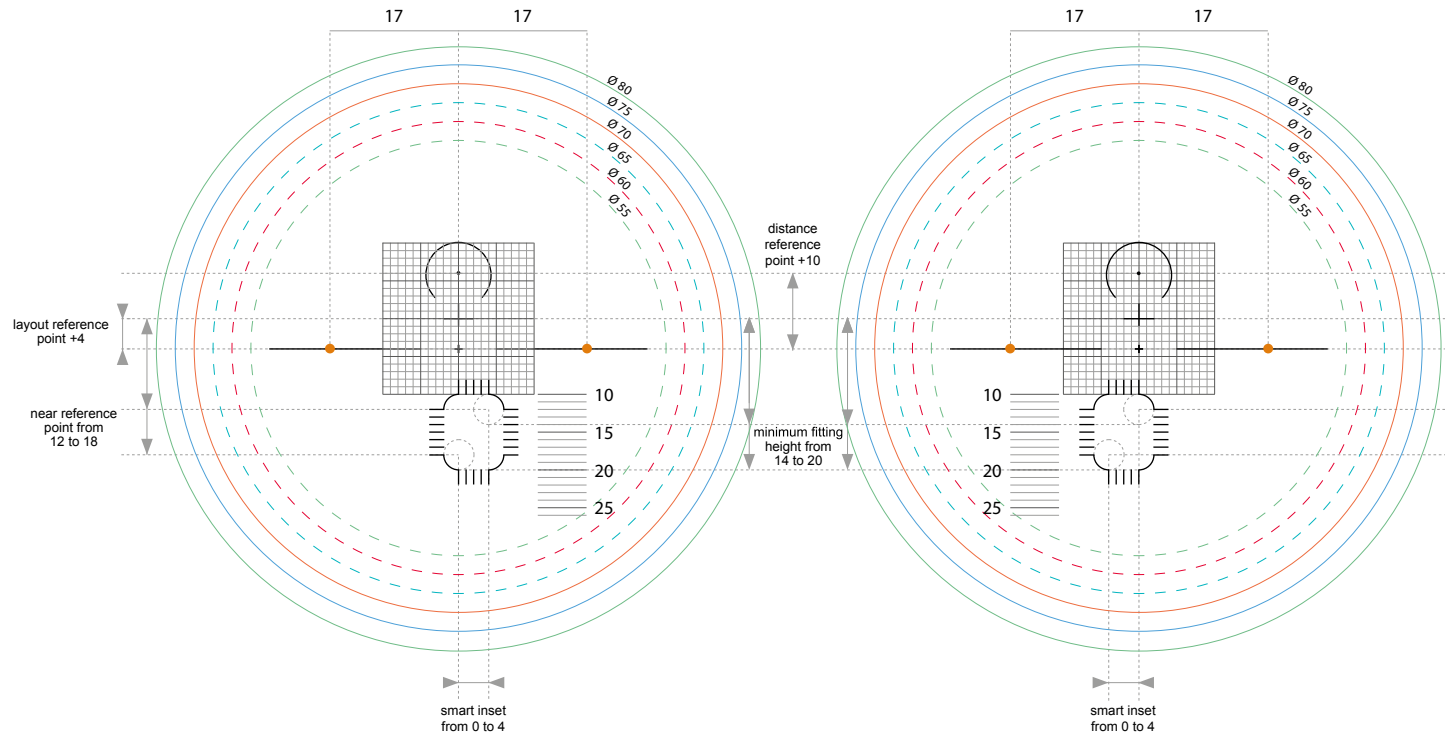 17 17
17 17
Ø 80
Ø 75
Ø 70
Ø 65
Ø 60
Ø 55
Ø 80
Ø 75
Ø 70
Ø 65
Ø 60
Ø 55
distance
reference
point +10
layout reference
point +4
near reference
point from
12 to 18
10
15
20
25
minimum fitting
height from
14 to 20
10
15
20
25
smart inset
from 0 to 4
smart inset
from 0 to 4